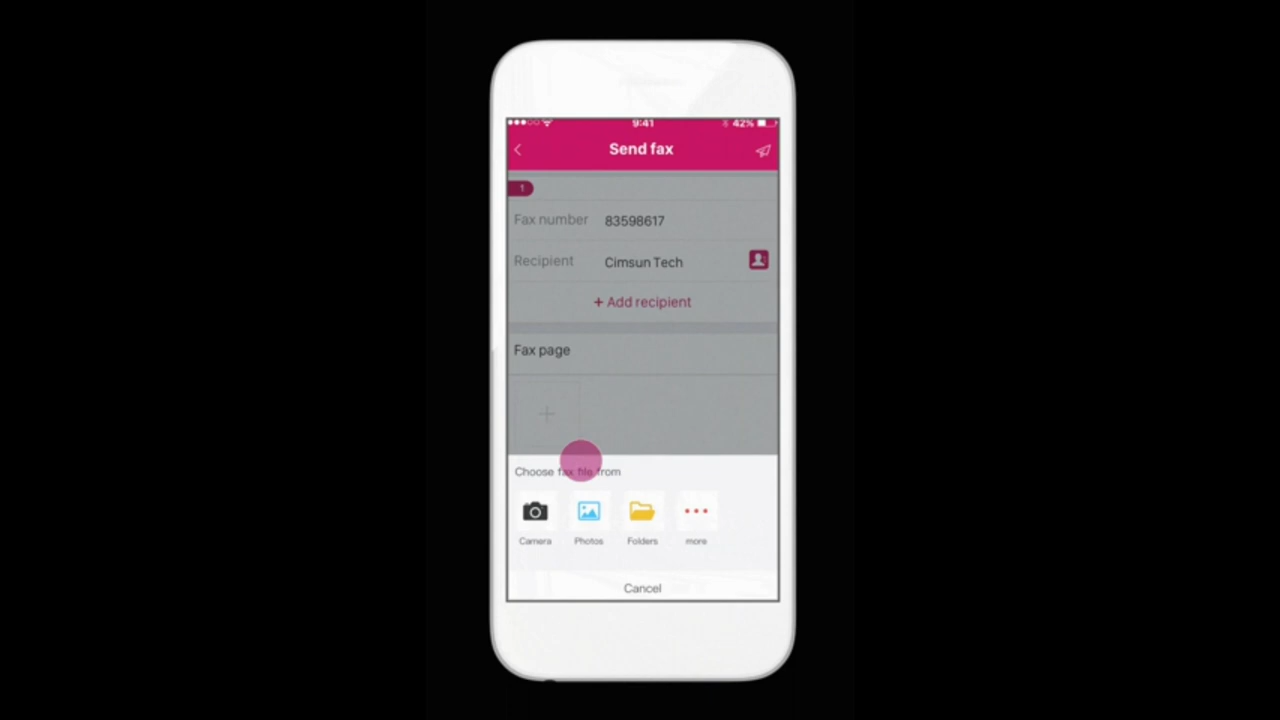 9:41
42%
Send fax
1
Fax number 83598617
Recipient Cimsun Tech
+ Add recipient
Fax page
Choose fax file from
Camera Photos Folders more
Cancel